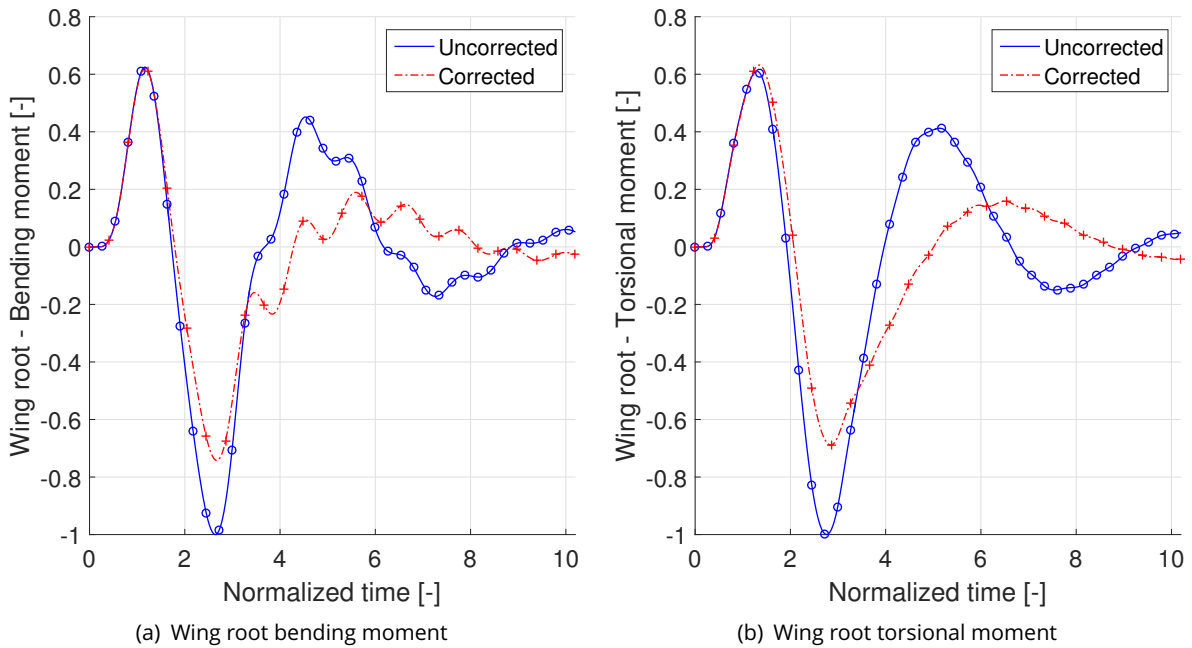 Wing root - Bending moment [-]
0.8
0.6
0.4
0.2
0
-0.2
-0.4
-0.6
-0.8
-1
0 2 4 6 8 10
Normalized time [-]
Uncorrected
Corrected
(a) Wing root bending moment
Wing root - Torsional moment [-]
0.8
0.6
0.4
0.2
0
-0.2
-0.4
-0.6
-0.8
-1
0 2 4 6 8 10
Normalized time [-]
Uncorrected
Corrected
(b) Wing root torsional moment